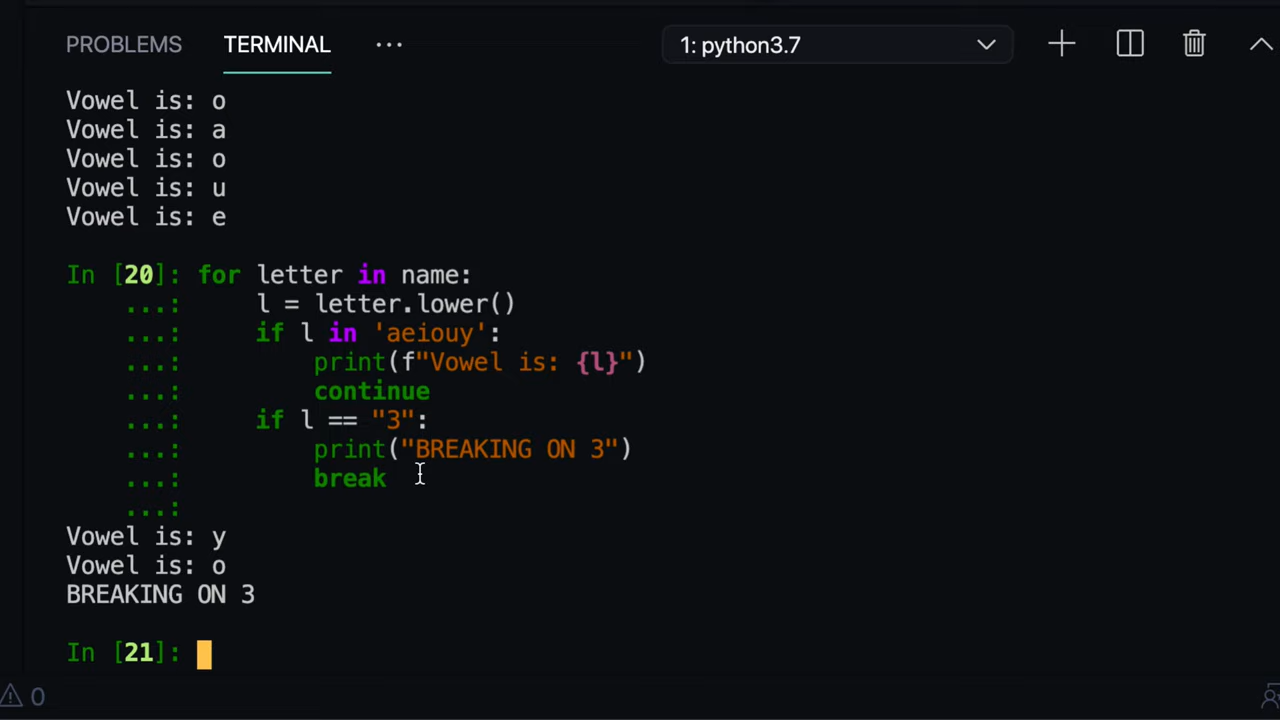 PROBLEMS TERMINAL ... 1: python3.7
Vowel is: o
Vowel is: a
Vowel is: o
Vowel is: u
Vowel is: e
In [20]: for letter in name:
...: l = letter.lower()
...: if l in 'aeiouy':
...: print(f"Vowel is: {l}")
...: continue
...: if l == "3":
...: print("BREAKING ON 3")
...: break
...:
Vowel is: y
Vowel is: o
BREAKING ON 3
In [21]:
0